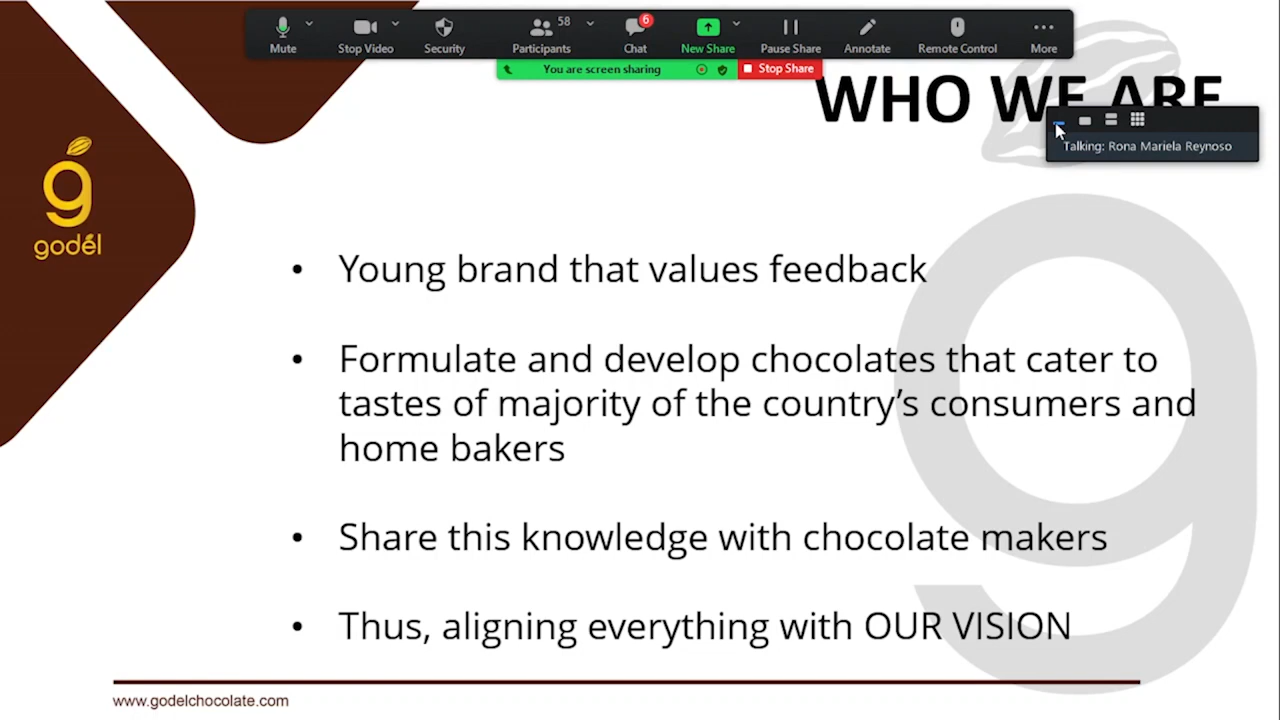 58
6
Mute
Stop Video
Security
Participants
Chat
New Share
Pause Share
Annotate
Remote Control
More
You are screen sharing
Stop Share
WHO WE ARE
Talking: Rona Mariela Reynoso
g
godél
• Young brand that values feedback
• Formulate and develop chocolates that cater to
tastes of majority of the country’s consumers and
home bakers
• Share this knowledge with chocolate makers
• Thus, aligning everything with OUR VISION
www.godelchocolate.com